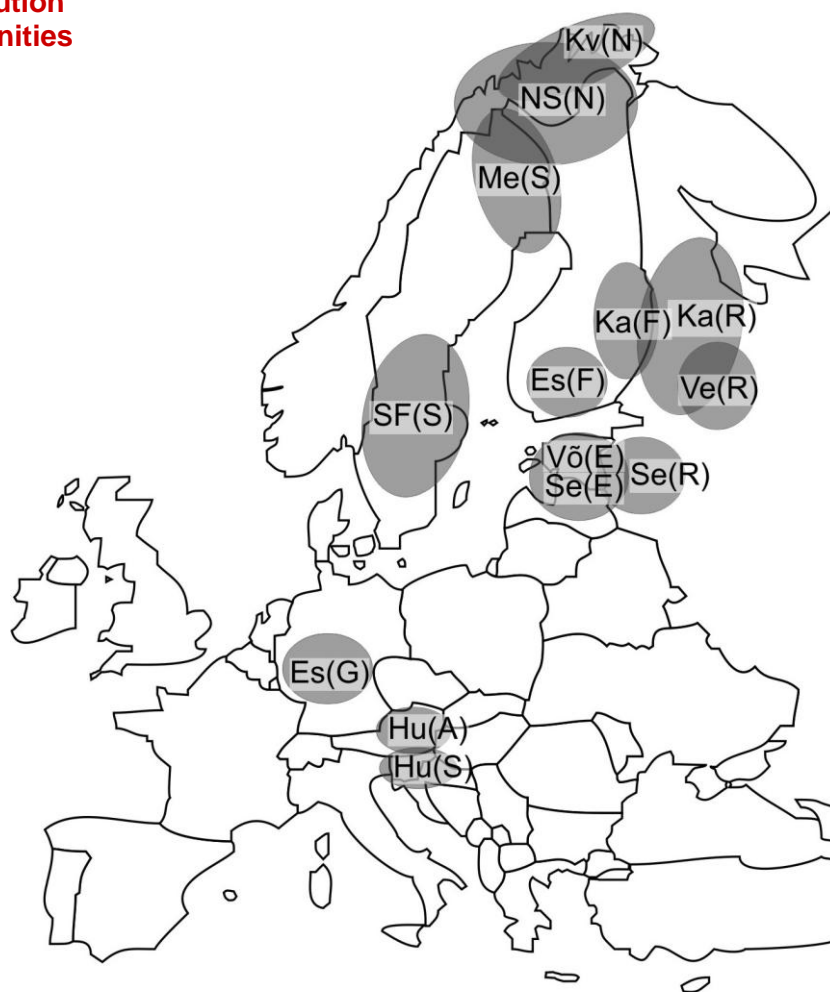 ution
nities
Kv(N)
NS(N)
Me(S)
Ka(F)
Ka(R)
Es(F)
Ve(R)
SF(S)
Võ(E)
Se(E)
Se(R)
Es(G)
Hu(A)
Hu(S)